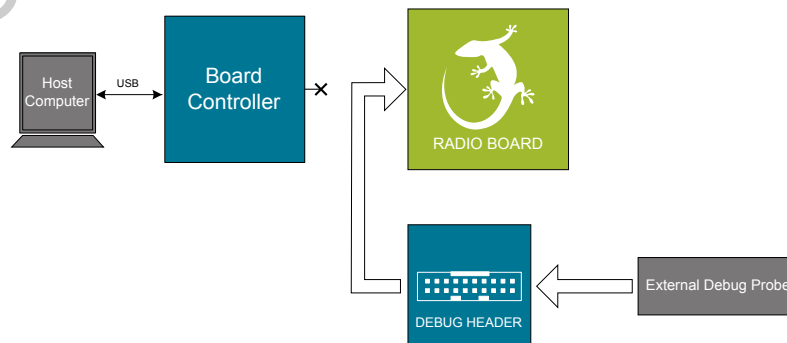 Host
Computer
USB
Board
Controller
RADIO BOARD
DEBUG HEADER
External Debug Probe